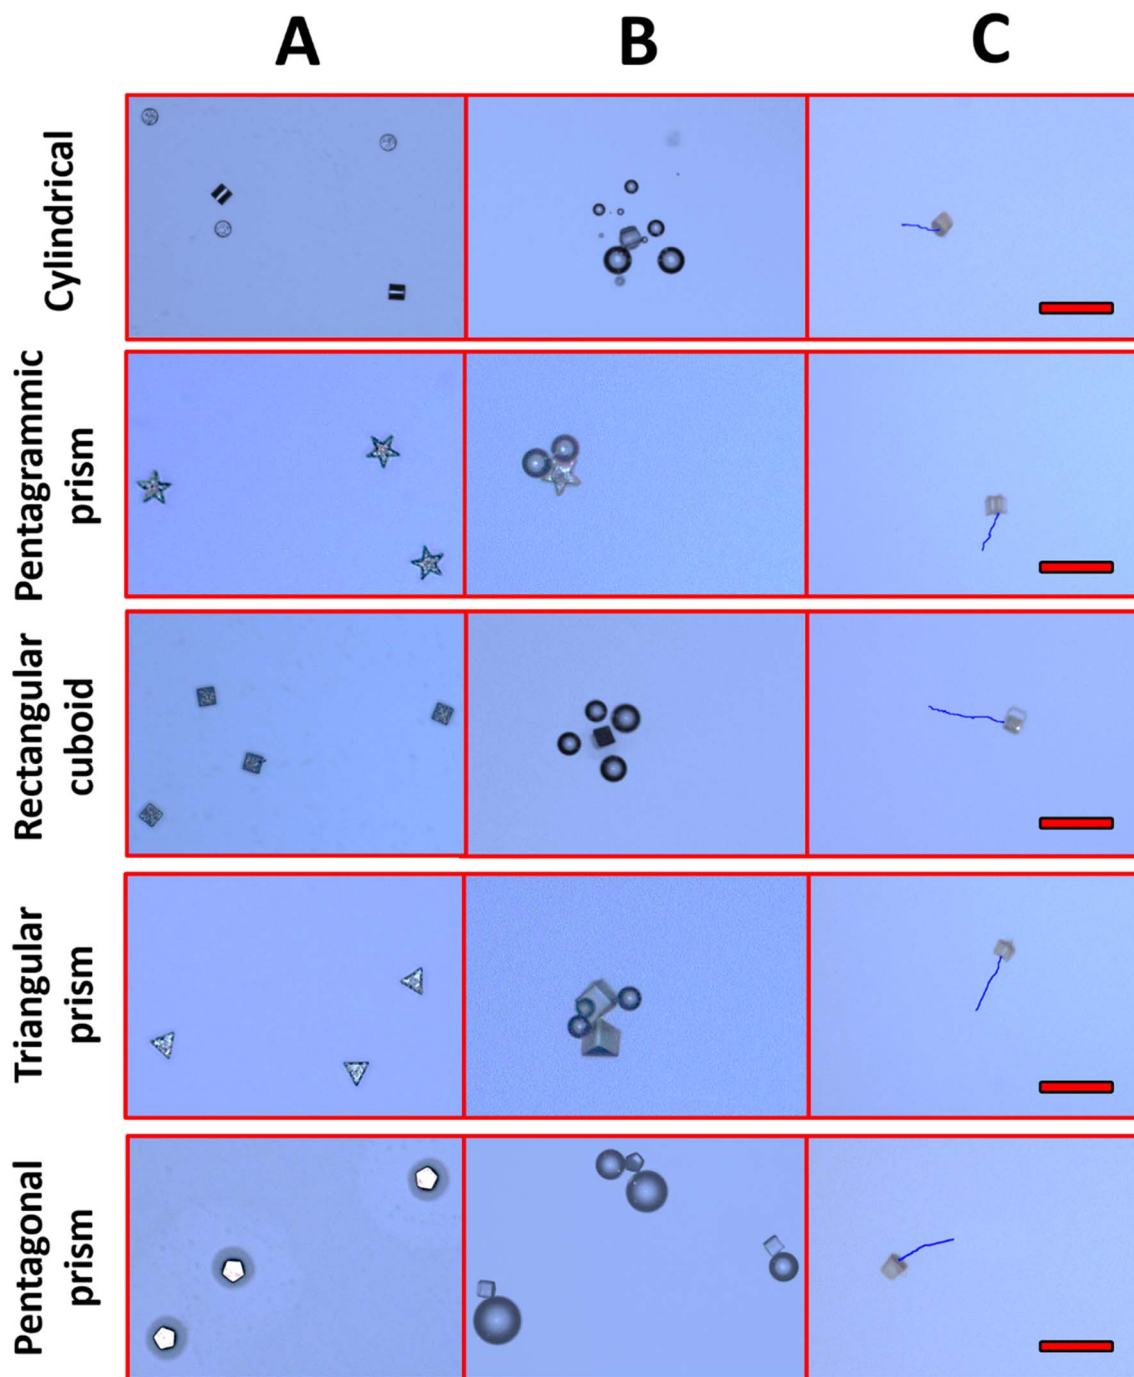 A B C
Cylindrical
Pentagrammic
prism
Rectangular
cuboid
Triangular
prism
Pentagonal
prism